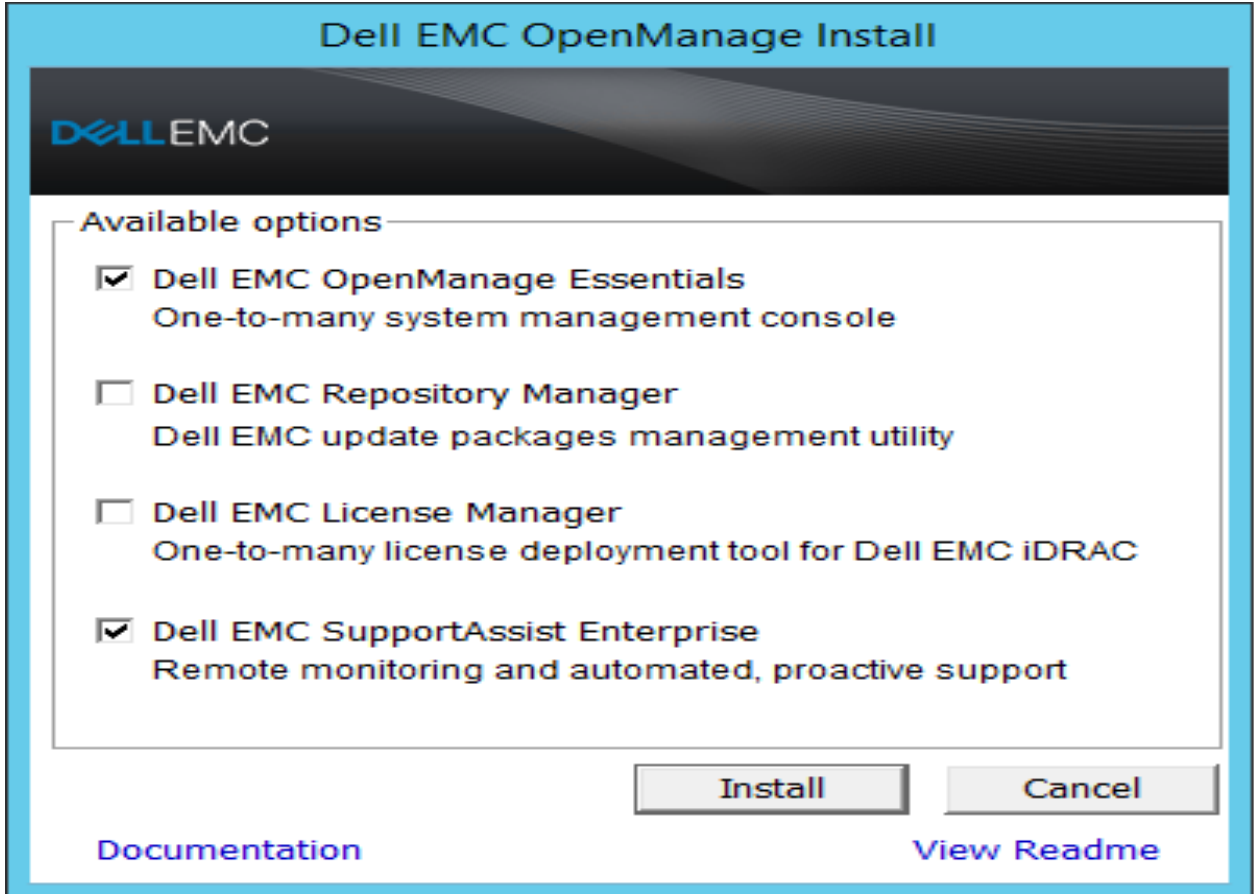 Dell EMC OpenManage Install
DELLEMC
Available options
Dell EMC OpenManage Essentials
One-to-many system management console
Dell EMC Repository Manager
Dell EMC update packages management utility
Dell EMC License Manager
One-to-many license deployment tool for Dell EMC iDRAC
Dell EMC SupportAssist Enterprise
Remote monitoring and automated, proactive support
Install Cancel
Documentation View Readme